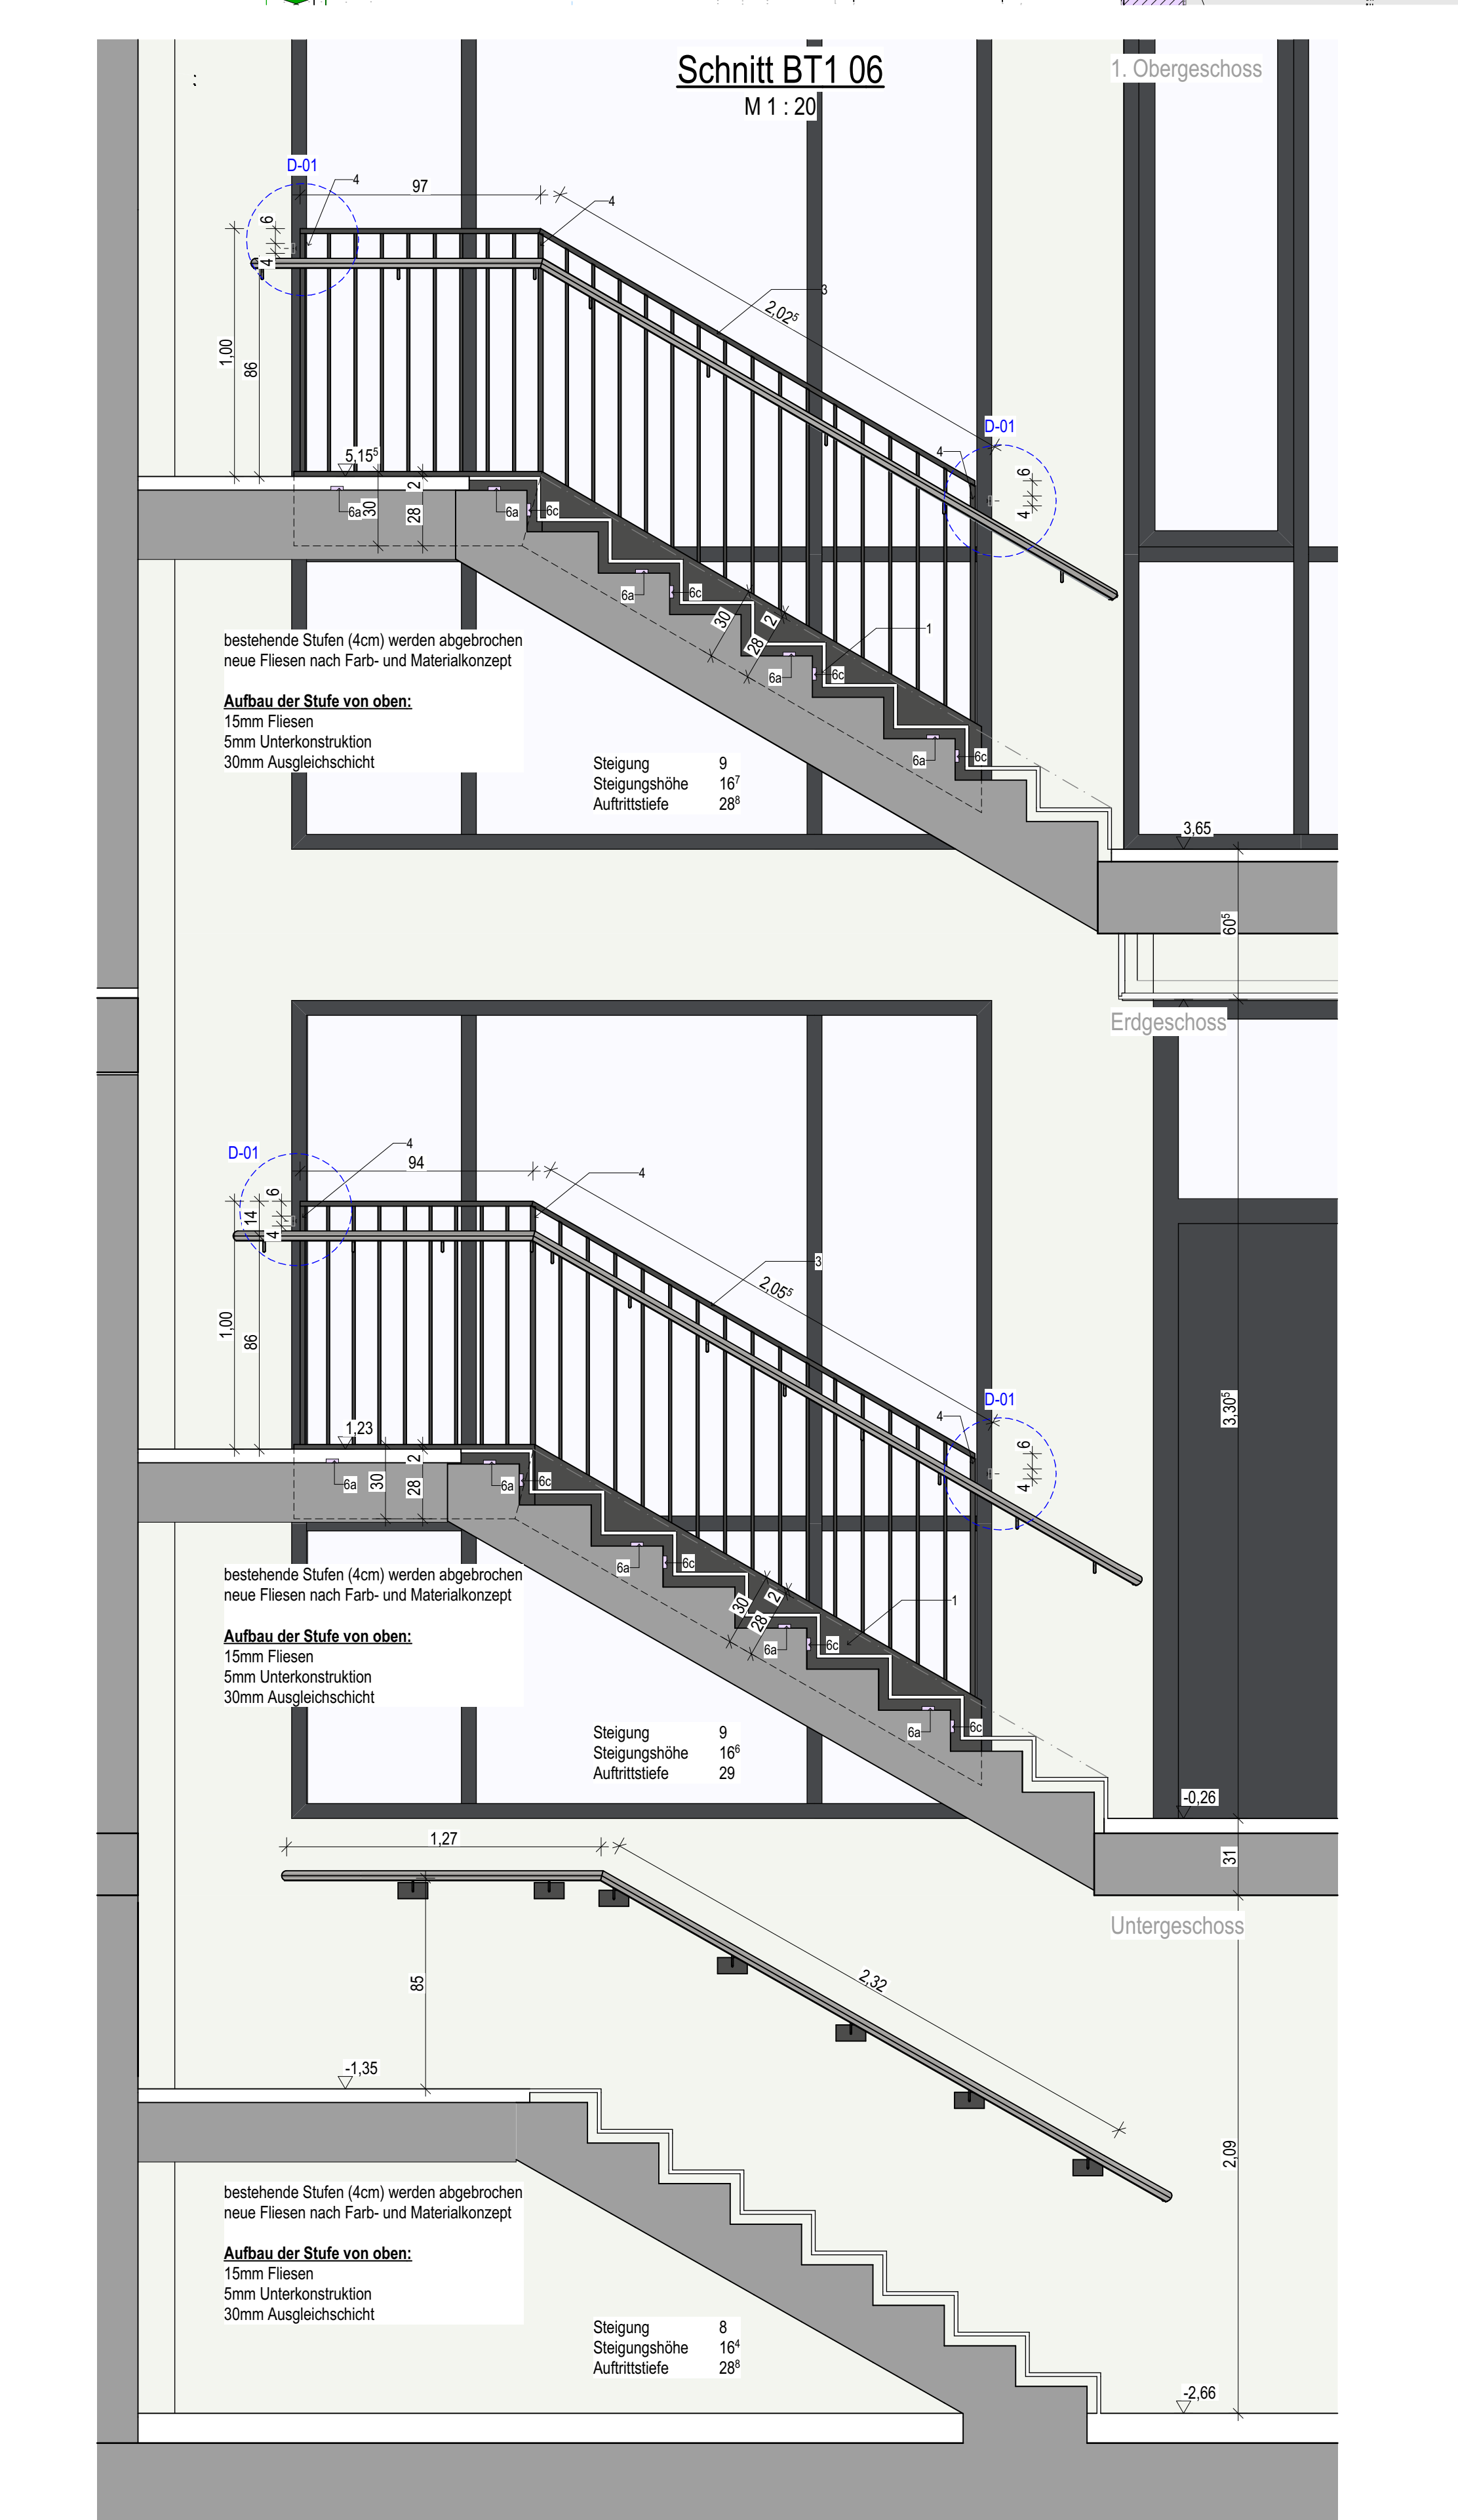 Schnitt BT1 06
M 1 : 20
1. Obergeschoss
D-01
4
97
4
6
4
3
2,02⁵
1,00
86
D-01
4
6
4
5,15⁵
2
30
28
6a
6a
6c
6a
6c
30
2
28
1
6a
6c
6a
6c
bestehende Stufen (4cm) werden abgebrochen
neue Fliesen nach Farb- und Materialkonzept
Aufbau der Stufe von oben:
15mm Fliesen
5mm Unterkonstruktion
30mm Ausgleichschicht
Steigung 9
Steigungshöhe 16⁷
Auftrittstiefe 28⁸
3,65
60⁵
Erdgeschoss
D-01
4
94
4
6
14
4
3
2,05⁵
1,00
86
D-01
4
6
4
3,30⁵
1,23
2
30
28
6a
6a
6c
6a
6c
30
2
28
1
6a
6c
6a
6c
bestehende Stufen (4cm) werden abgebrochen
neue Fliesen nach Farb- und Materialkonzept
Aufbau der Stufe von oben:
15mm Fliesen
5mm Unterkonstruktion
30mm Ausgleichschicht
Steigung 9
Steigungshöhe 16⁶
Auftrittstiefe 29
-0,26
31
1,27
Untergeschoss
85
2,32
-1,35
2,09
bestehende Stufen (4cm) werden abgebrochen
neue Fliesen nach Farb- und Materialkonzept
Aufbau der Stufe von oben:
15mm Fliesen
5mm Unterkonstruktion
30mm Ausgleichschicht
Steigung 8
Steigungshöhe 16⁴
Auftrittstiefe 28⁸
-2,66